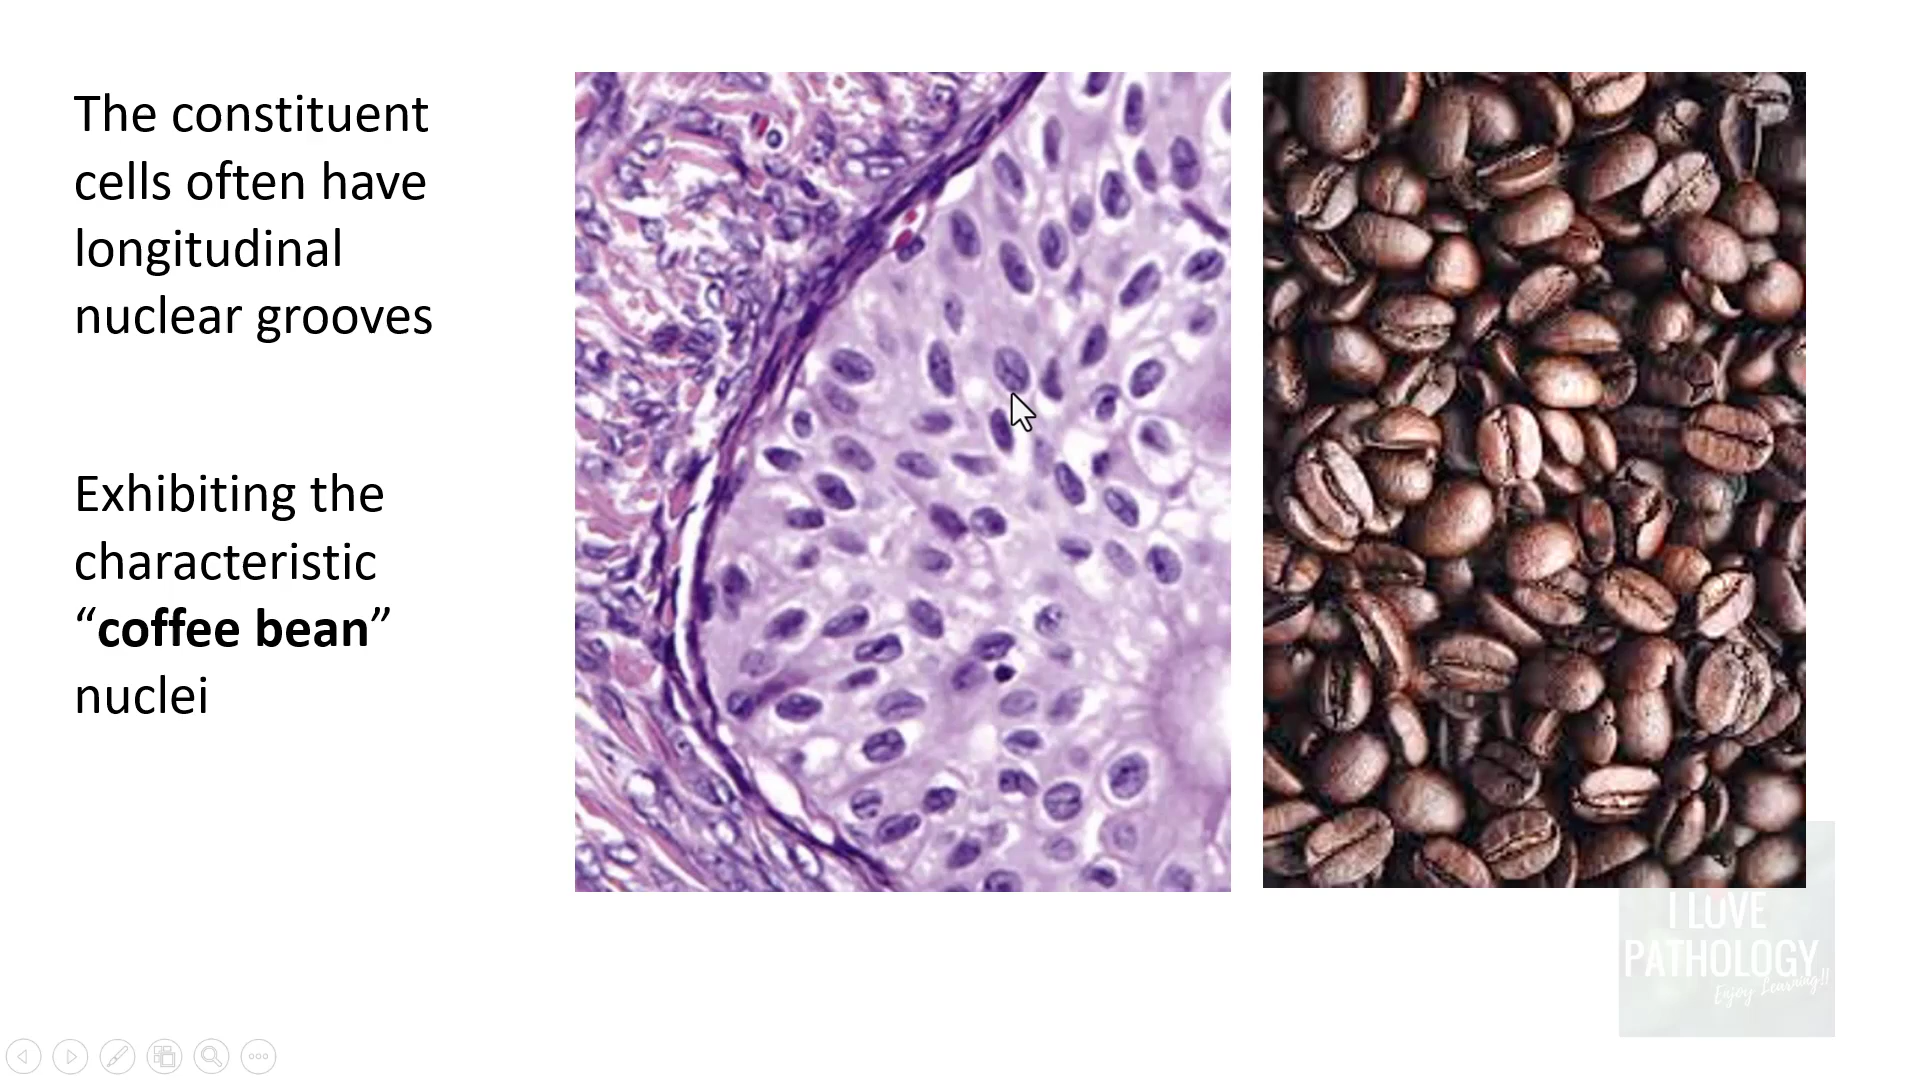 The constituent
cells often have
longitudinal
nuclear grooves
Exhibiting the
characteristic
“coffee bean”
nuclei
I LOVE
PATHOLOGY
Enjoy Learning!!